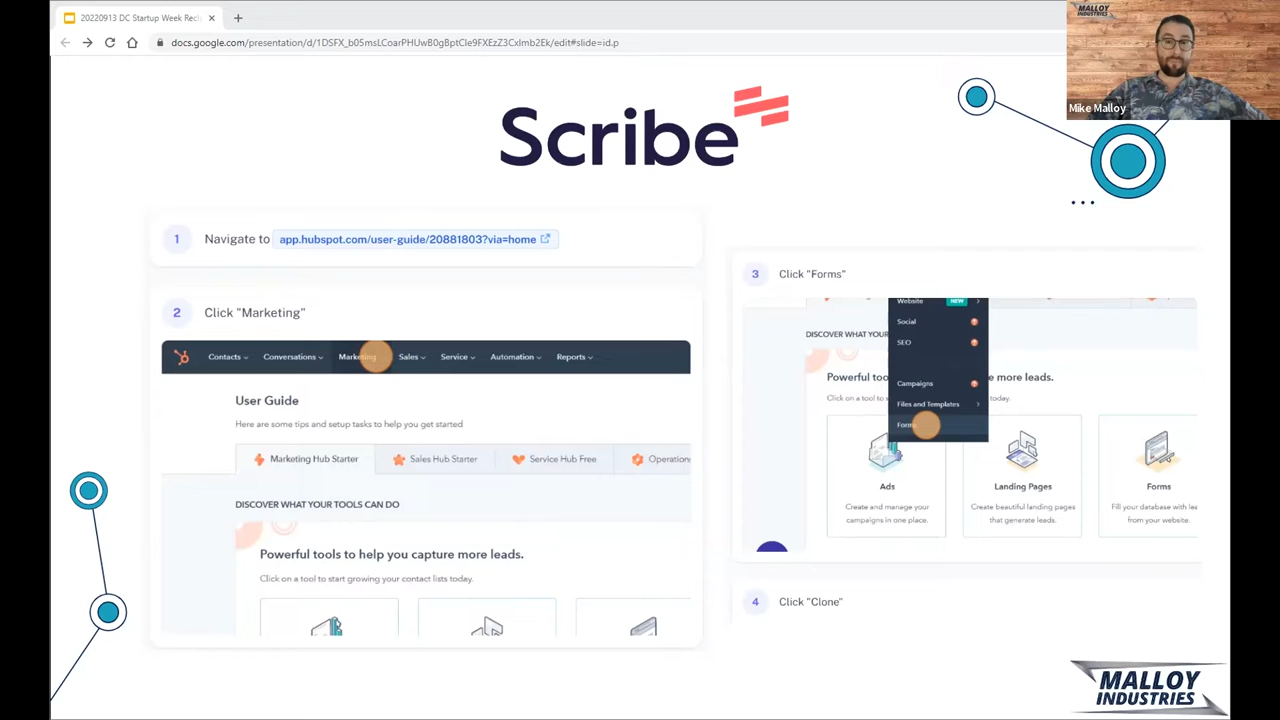 20220913 DC Startup Week Rech
docs.google.com/presentation/d/1DSFX_b05msLCoarPHUwB0gBptCle9FXEzZ3CxImb2Ek/edit#slide=id.p
MALLOY
INDUSTRIES
Mike Malloy
Scribe
1
Navigate to app.hubspot.com/user-guide/20881803?via=home
2
Click "Marketing"
Contacts Conversations Marketing Sales Service Automation Reports
User Guide
Here are some tips and setup tasks to help you get started
Marketing Hub Starter Sales Hub Starter Service Hub Free Operations
DISCOVER WHAT YOUR TOOLS CAN DO
Powerful tools to help you capture more leads.
Click on a tool to start growing your contact lists today.
3
Click "Forms"
Website NEW
Social
SEO
Campaigns
Files and Templates
Forms
DISCOVER WHAT YOUR
Powerful too e more leads.
Click on a tool to s oday.
Ads
Create and manage your
campaigns in one place.
Landing Pages
Create beautiful landing pages
that generate leads.
Forms
Fill your database with lea
from your website.
4
Click "Clone"
MALLOY
INDUSTRIES